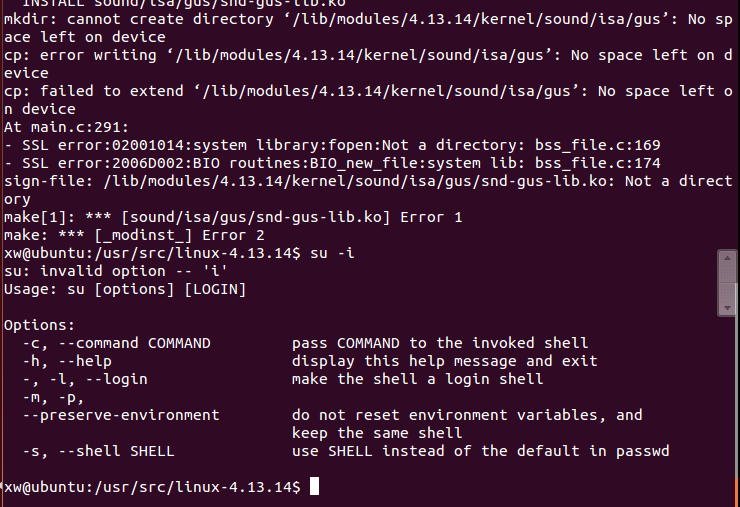 INSTALL sound/isa/gus/snd-gus-lib.ko
mkdir: cannot create directory ‘/lib/modules/4.13.14/kernel/sound/isa/gus’: No sp
ace left on device
cp: error writing ‘/lib/modules/4.13.14/kernel/sound/isa/gus’: No space left on d
evice
cp: failed to extend ‘/lib/modules/4.13.14/kernel/sound/isa/gus’: No space left o
n device
At main.c:291:
- SSL error:02001014:system library:fopen:Not a directory: bss_file.c:169
- SSL error:2006D002:BIO routines:BIO_new_file:system lib: bss_file.c:174
sign-file: /lib/modules/4.13.14/kernel/sound/isa/gus/snd-gus-lib.ko: Not a direct
ory
make[1]: *** [sound/isa/gus/snd-gus-lib.ko] Error 1
make: *** [_modinst_] Error 2
xw@ubuntu:/usr/src/linux-4.13.14$ su -i
su: invalid option -- 'i'
Usage: su [options] [LOGIN]
Options:
-c, --command COMMAND pass COMMAND to the invoked shell
-h, --help display this help message and exit
-, -l, --login make the shell a login shell
-m, -p,
--preserve-environment do not reset environment variables, and
keep the same shell
-s, --shell SHELL use SHELL instead of the default in passwd
xw@ubuntu:/usr/src/linux-4.13.14$